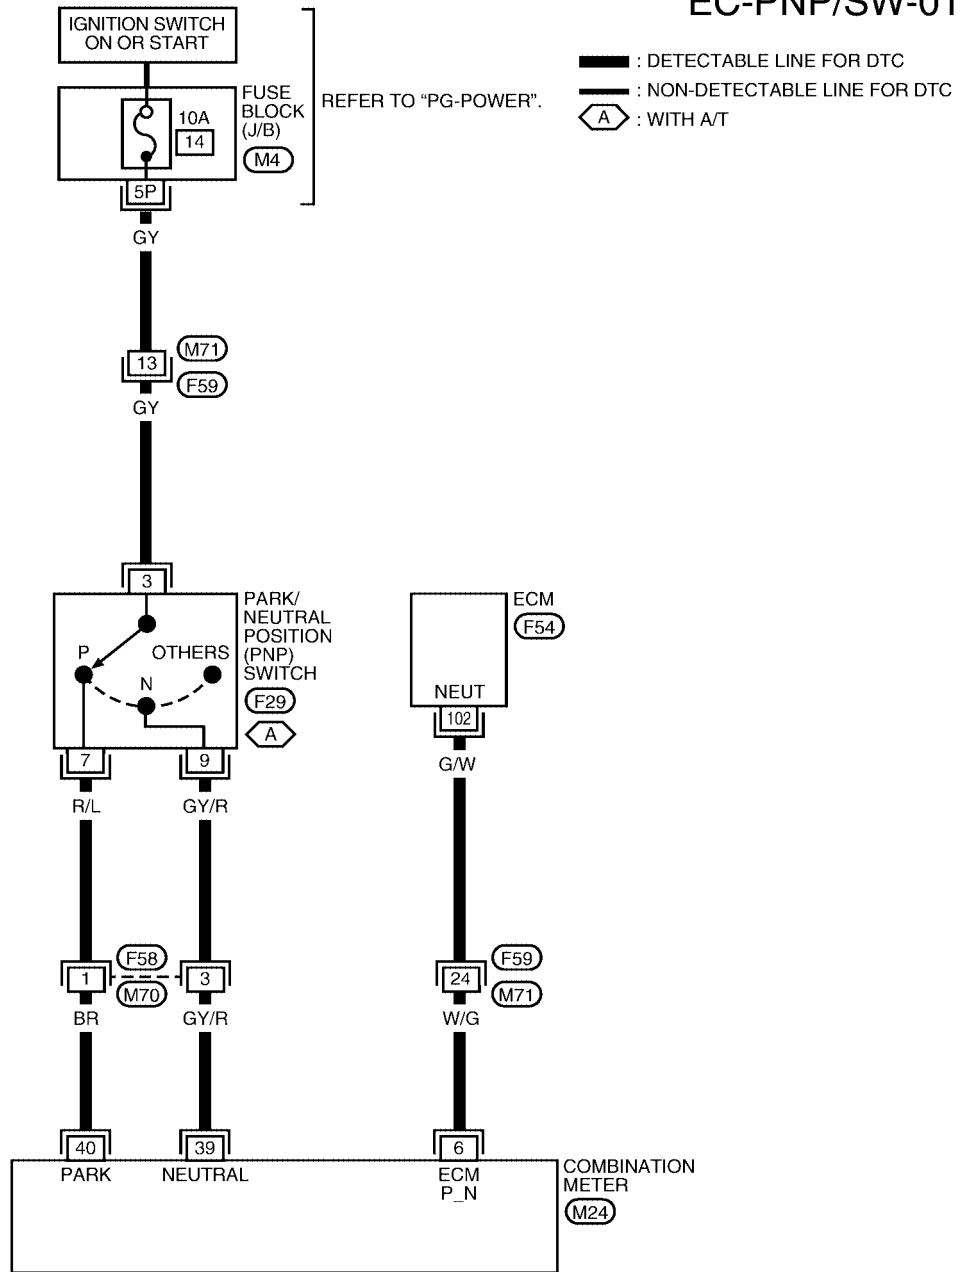 EC-PNP/SW-01
IGNITION SWITCH
ON OR START
FUSE
BLOCK
(J/B)
M4
10A
14
5P
REFER TO “PG-POWER”.
: DETECTABLE LINE FOR DTC
: NON-DETECTABLE LINE FOR DTC
A : WITH A/T
GY
13
M71
F59
GY
3
PARK/
NEUTRAL
POSITION
(PNP)
SWITCH
F29
A
P
OTHERS
N
7
9
ECM
F54
NEUT
102
R/L
GY/R
G/W
1
F58
M70
3
24
F59
M71
BR
GY/R
W/G
40
39
6
PARK
NEUTRAL
ECM
P_N
COMBINATION
METER
M24